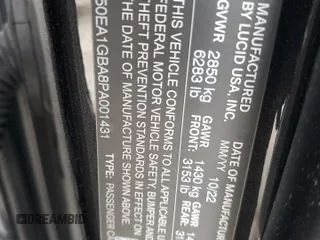 MANUFACTURED
BY LUCID USA, INC.
DATE OF MANUFACTURE
MM/YY 10/22
GVWR 2850 kg
6283 lb
GAWR FRONT: 1430 kg
3153 lb
GAWR REAR:
THIS VEHICLE CONFORMS TO ALL APPLICABLE
FEDERAL MOTOR VEHICLE SAFETY, BUMPER AND
THEFT PREVENTION STANDARDS IN EFFECT ON
THE DATE OF MANUFACTURE SHOWN
50EA1GBA8PA001431
TYPE: PASSENGER
DREAMBID